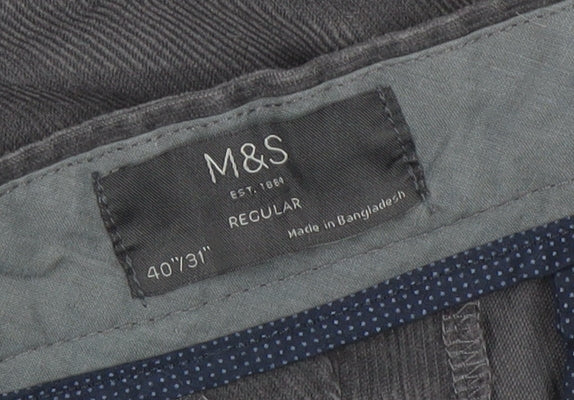 M&S
EST. 1884
REGULAR
40"/31"
Made in Bangladesh